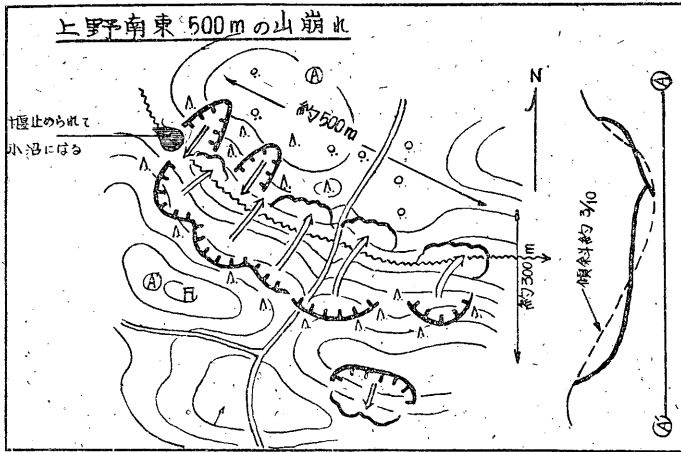 上野南東 500mの山崩れ
堰止められて
小沼になる
Ⓐ
約500m
N
Ⓐ
Ⓐ'
約300m
傾斜約 3/10
Ⓐ'